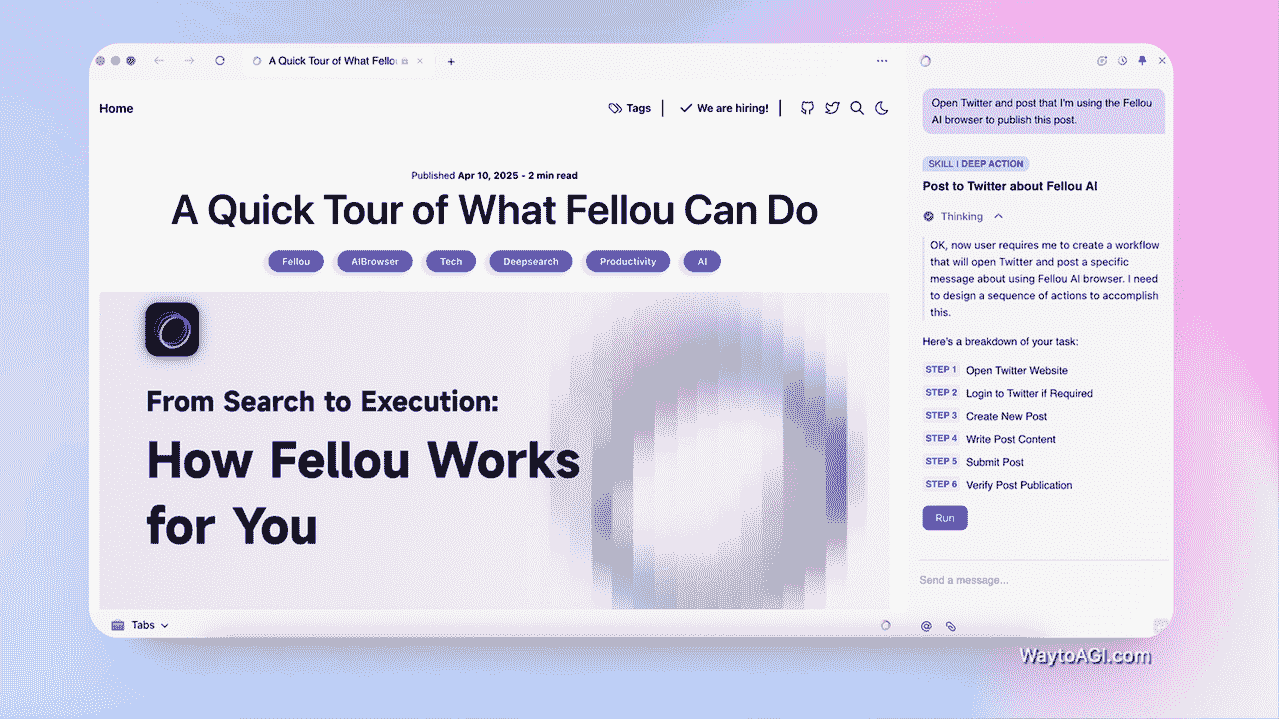 A Quick Tour of What Fello
Home
Tags
We are hiring!
Published Apr 10, 2025 - 2 min read
A Quick Tour of What Fellou Can Do
Fellou
AIBrowser
Tech
Deepsearch
Productivity
AI
From Search to Execution:
How Fellou Works
for You
Tabs
Open Twitter and post that I'm using the Fellou
AI browser to publish this post.
SKILL | DEEP ACTION
Post to Twitter about Fellou AI
Thinking
OK, now user requires me to create a workflow
that will open Twitter and post a specific
message about using Fellou AI browser. I need
to design a sequence of actions to accomplish
this.
Here's a breakdown of your task:
STEP 1 Open Twitter Website
STEP 2 Login to Twitter if Required
STEP 3 Create New Post
STEP 4 Write Post Content
STEP 5 Submit Post
STEP 6 Verify Post Publication
Run
Send a message...
WaytoAGI.com